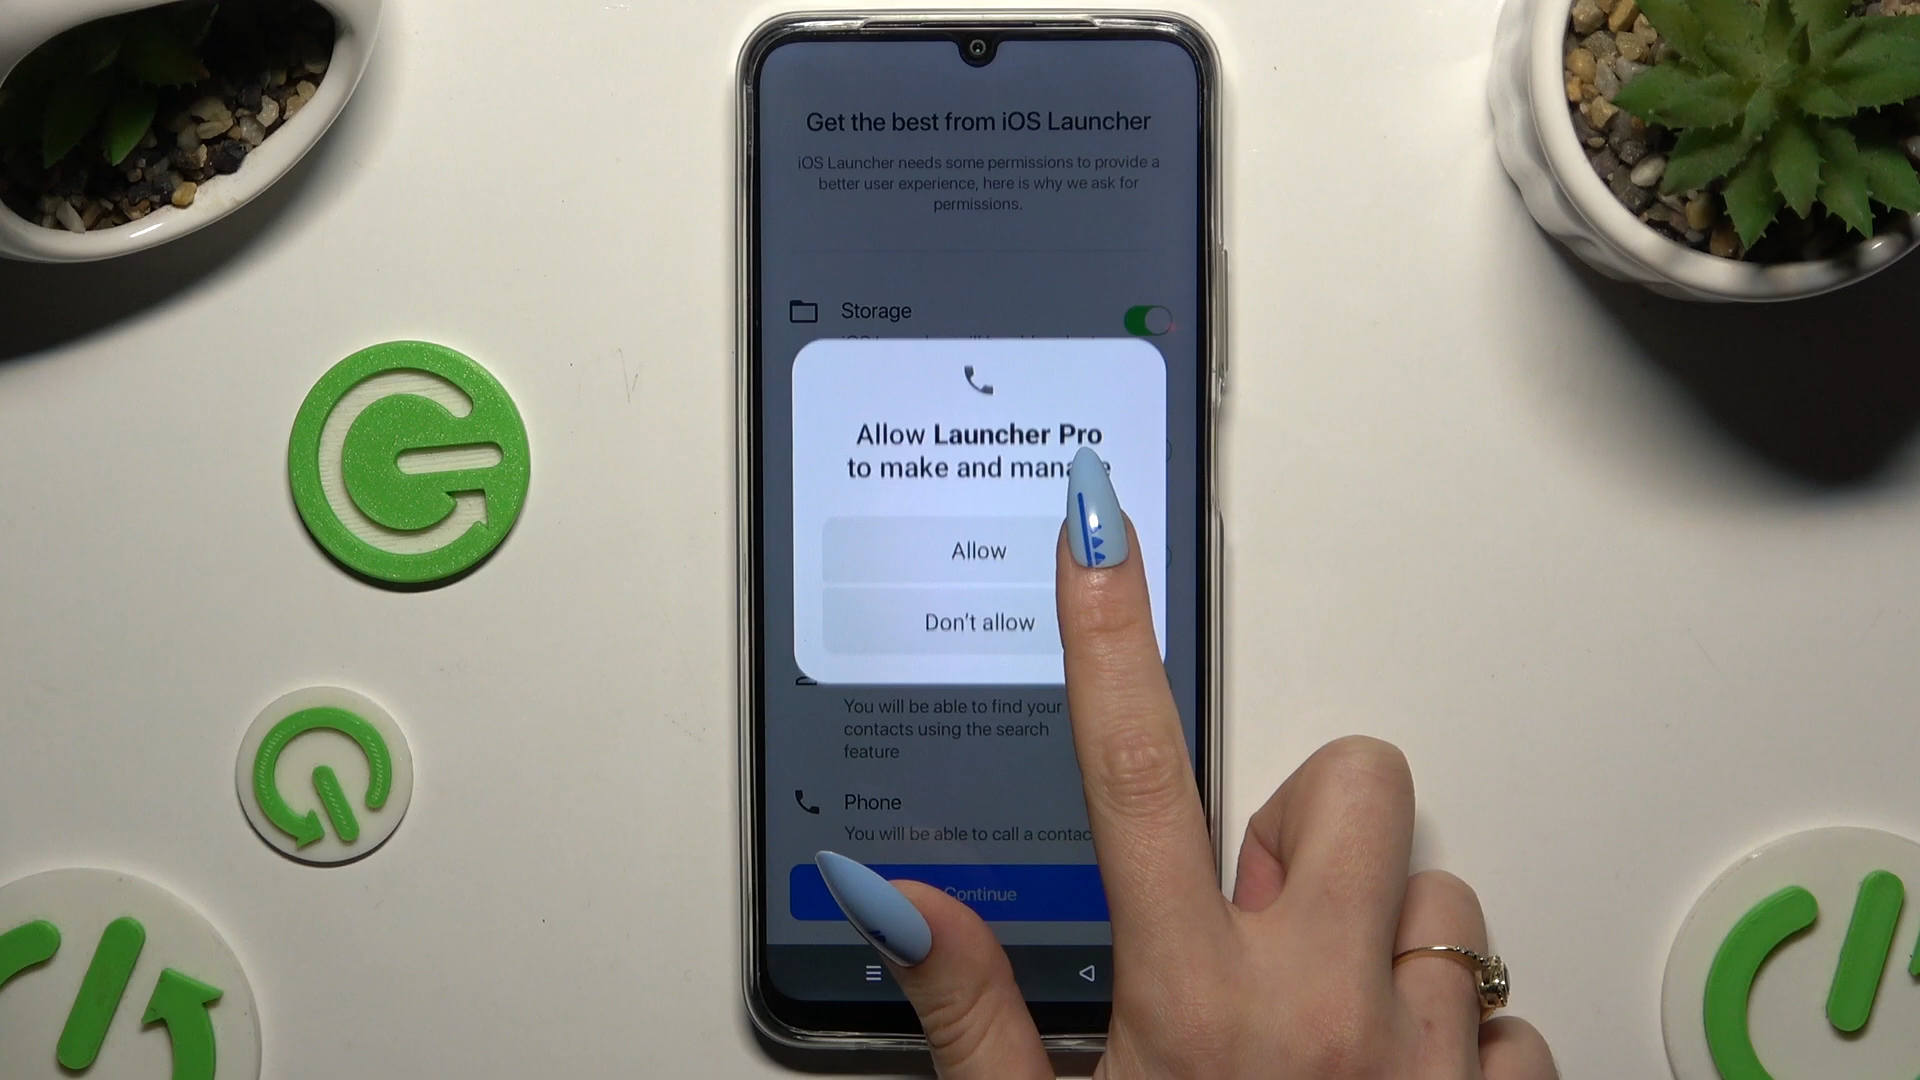 Get the best from iOS Launcher
iOS Launcher needs some permissions to provide a
better user experience, here is why we ask for
permissions.
Storage
Allow Launcher Pro
to make and manage
Allow
Don't allow
You will be able to find your
contacts using the search
feature
Phone
You will be able to call a
Continue